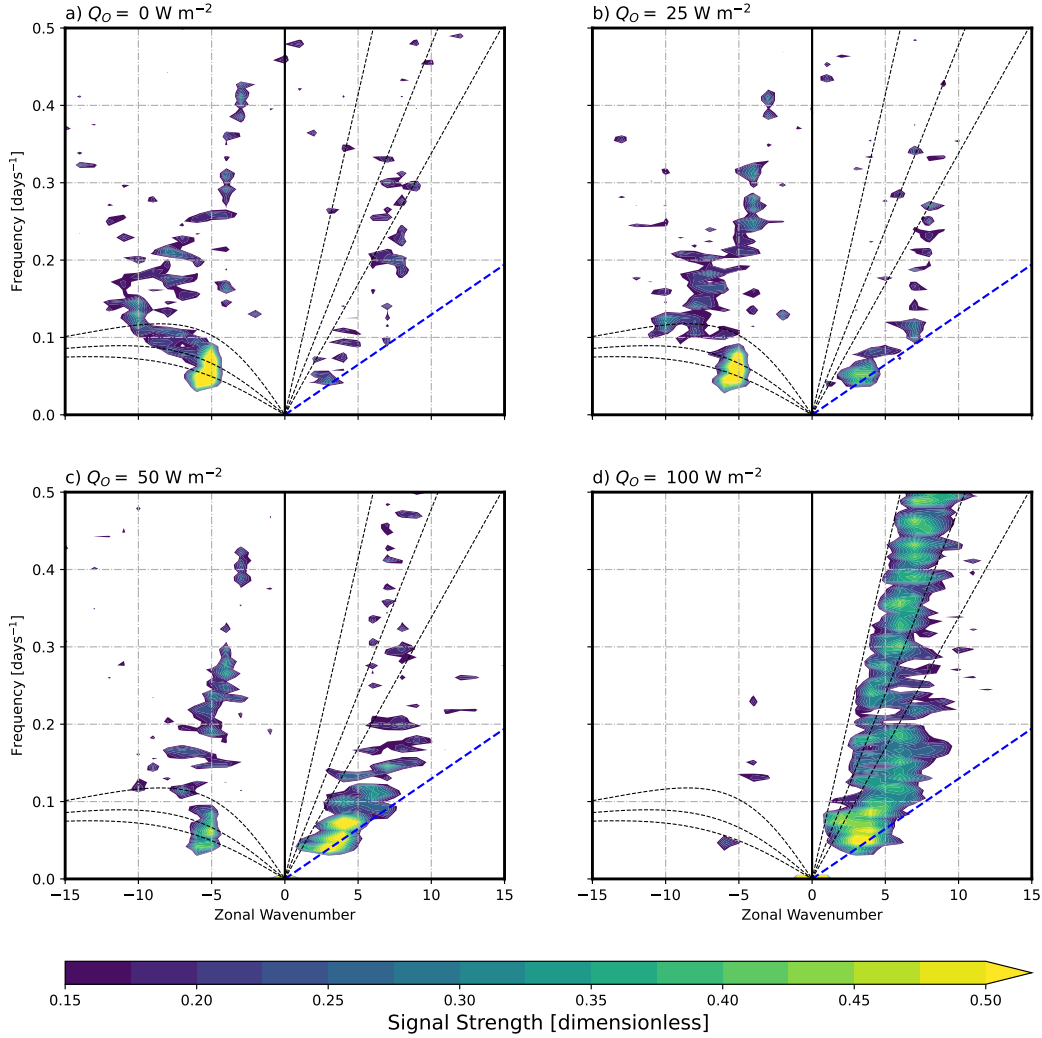 a) Q_O = 0 W m⁻²
b) Q_O = 25 W m⁻²
0.5
0.4
0.3
0.2
0.1
0.0
Frequency [days⁻¹]
c) Q_O = 50 W m⁻²
d) Q_O = 100 W m⁻²
0.5
0.4
0.3
0.2
0.1
0.0
Frequency [days⁻¹]
−15 −10 −5 0 5 10 15
−15 −10 −5 0 5 10 15
Zonal Wavenumber
Zonal Wavenumber
0.15 0.20 0.25 0.30 0.35 0.40 0.45 0.50
Signal Strength [dimensionless]